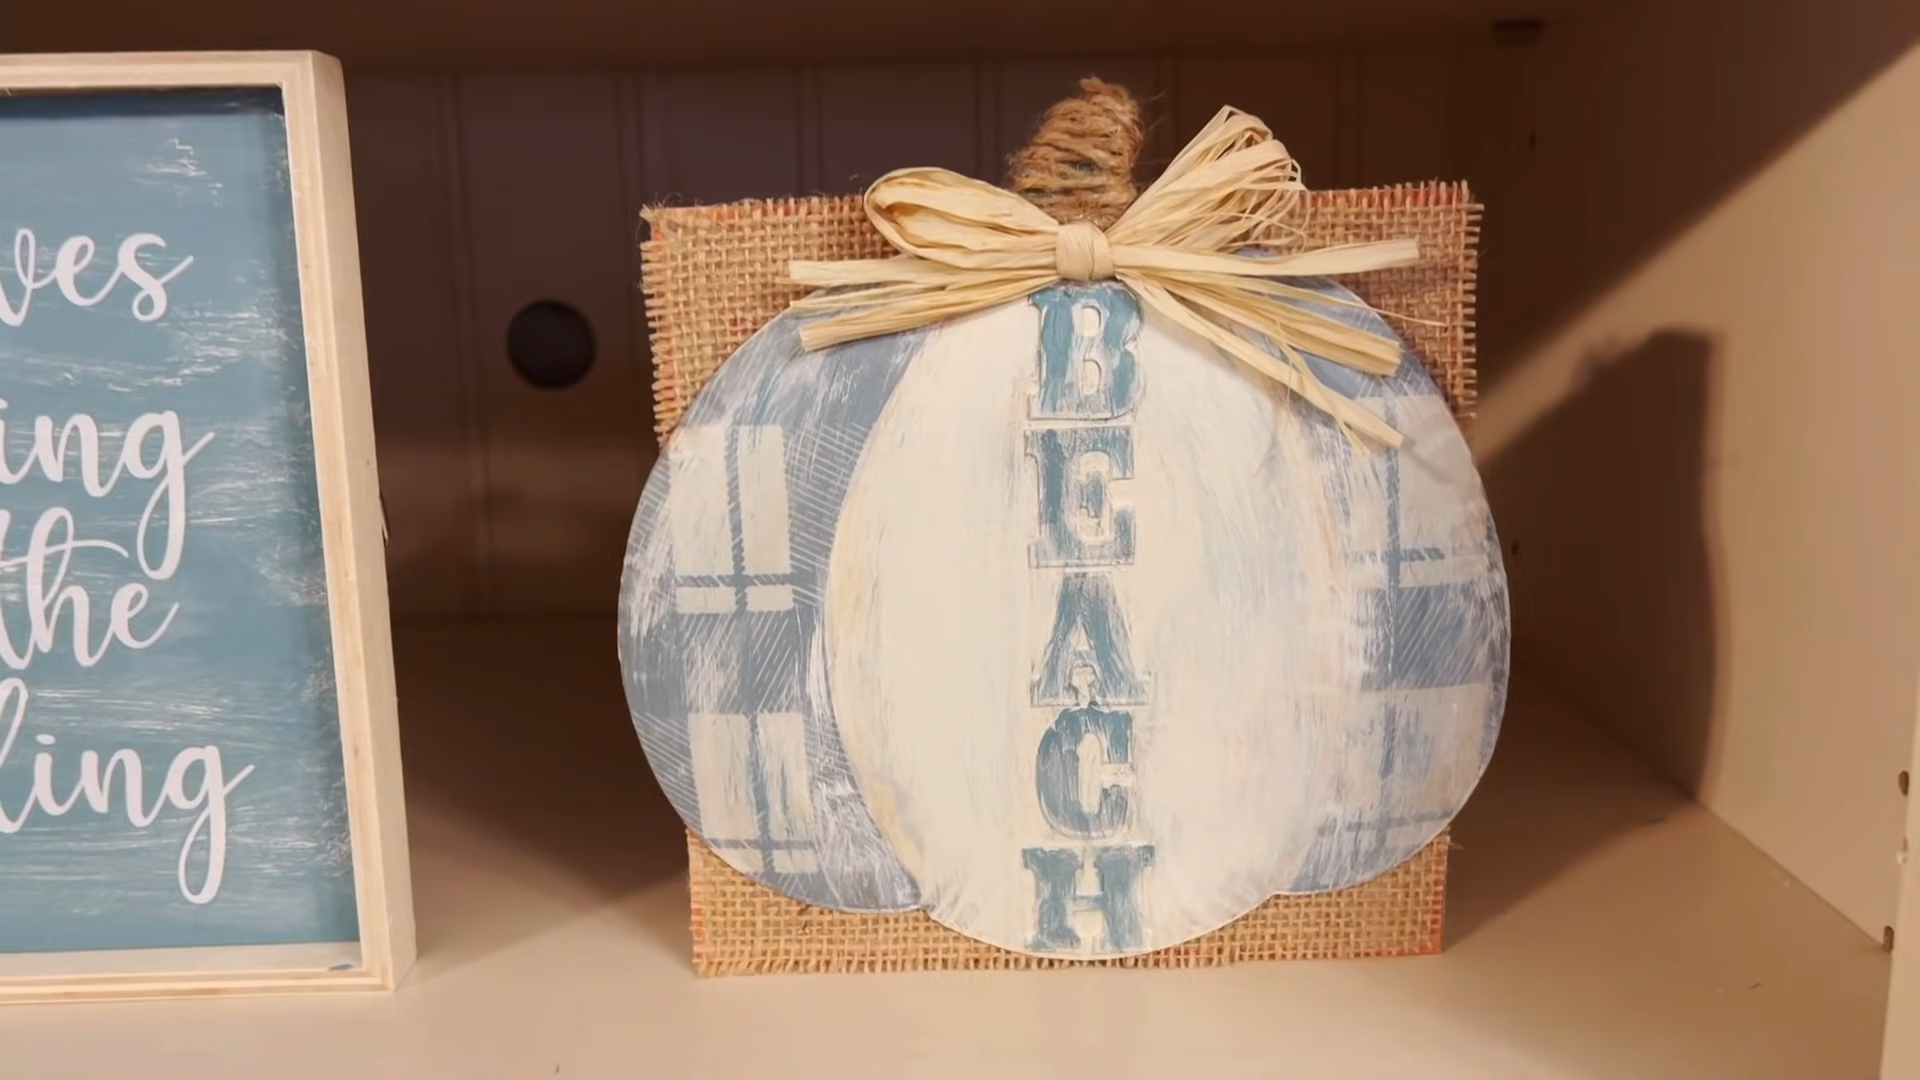 ves
ing
the
ling
BEACH